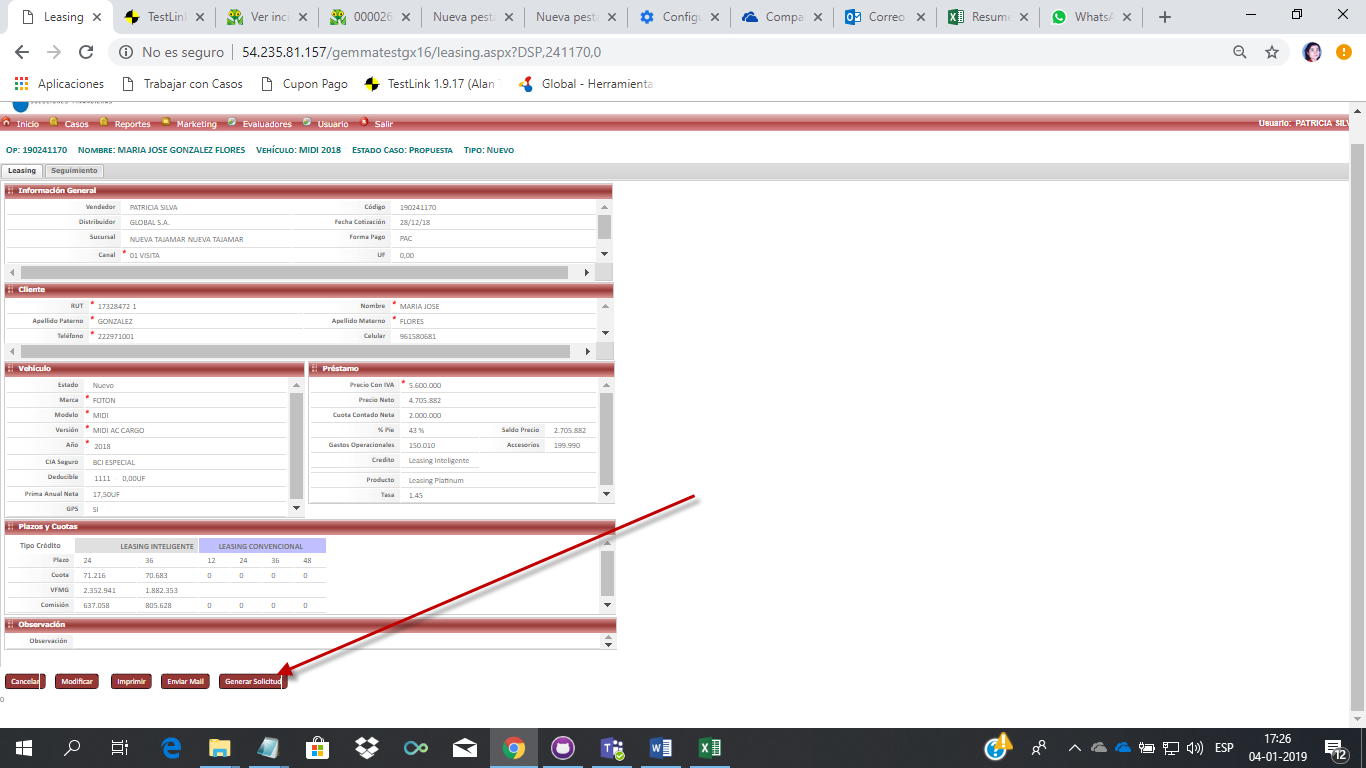 Leasing
TestLink
Ver inci
000026
Nueva pesta
Nueva pesta
Configu
Compa
Correo
Resume
WhatsA
No es seguro | 54.235.81.157/gemmatestgx16/leasing.aspx?DSP,241170,0
Aplicaciones Trabajar con Casos Cupon Pago TestLink 1.9.17 (Alan Global - Herramienta
Inicio Casos Reportes Marketing Evaluadores Usuario Salir Usuario: PATRICIA SILV
OP: 190241170 NOMBRE: MARIA JOSE GONZALEZ FLORES VEHÍCULO: MIDI 2018 ESTADO CASO: PROPUESTA TIPO: NUEVO
Leasing Seguimiento
Información General
Vendedor PATRICIA SILVA Código 190241170
Distribuidor GLOBAL S.A. Fecha Cotización 28/12/18
Sucursal NUEVA TAJAMAR NUEVA TAJAMAR Forma Pago PAC
Canal * 01 VISITA UF 0,00
Cliente
RUT * 17328472 1 Nombre * MARIA JOSE
Apellido Paterno * GONZALEZ Apellido Materno * FLORES
Teléfono * 222971001 Celular 961580681
Vehículo
Estado Nuevo
Marca * FOTON
Modelo * MIDI
Versión * MIDI AC CARGO
Año * 2018
CIA Seguro BCI ESPECIAL
Deducible 1111 0,00UF
Prima Anual Neta 17,50UF
GPS SI
Préstamo
Precio Con IVA * 5.600.000
Precio Neto 4.705.882
Cuota Contado Neta 2.000.000
% Pie 43 % Saldo Precio 2.705.882
Gastos Operacionales 150.010 Accesorios 199.990
Credito Leasing Inteligente
Producto Leasing Platinum
Tasa 1.45
Plazos y Cuotas
Tipo Crédito LEASING INTELIGENTE LEASING CONVENCIONAL
Plazo 24 36 12 24 36 48
Cuota 71.216 70.683 0 0 0 0
VFMG 2.352.941 1.882.353
Comisión 637.058 805.628 0 0 0 0
Observación
Observación
Cancelar Modificar Imprimir Enviar Mail Generar Solicitud
0
ESP
17:26
04-01-2019
12